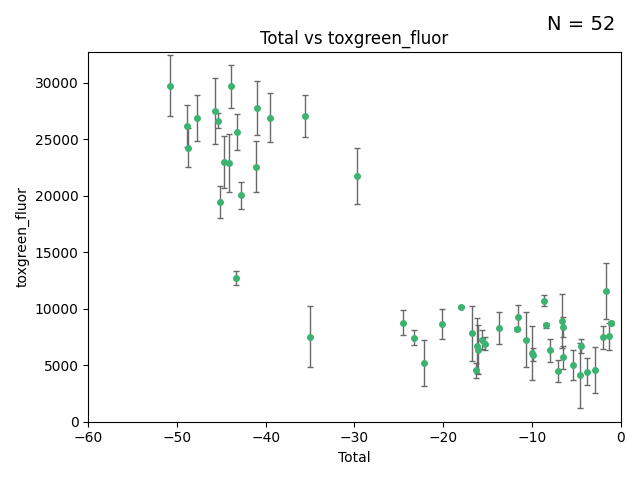 N = 52
Total vs toxgreen_fluor
30000
25000
20000
15000
10000
5000
0
toxgreen_fluor
−60 −50 −40 −30 −20 −10 0
Total